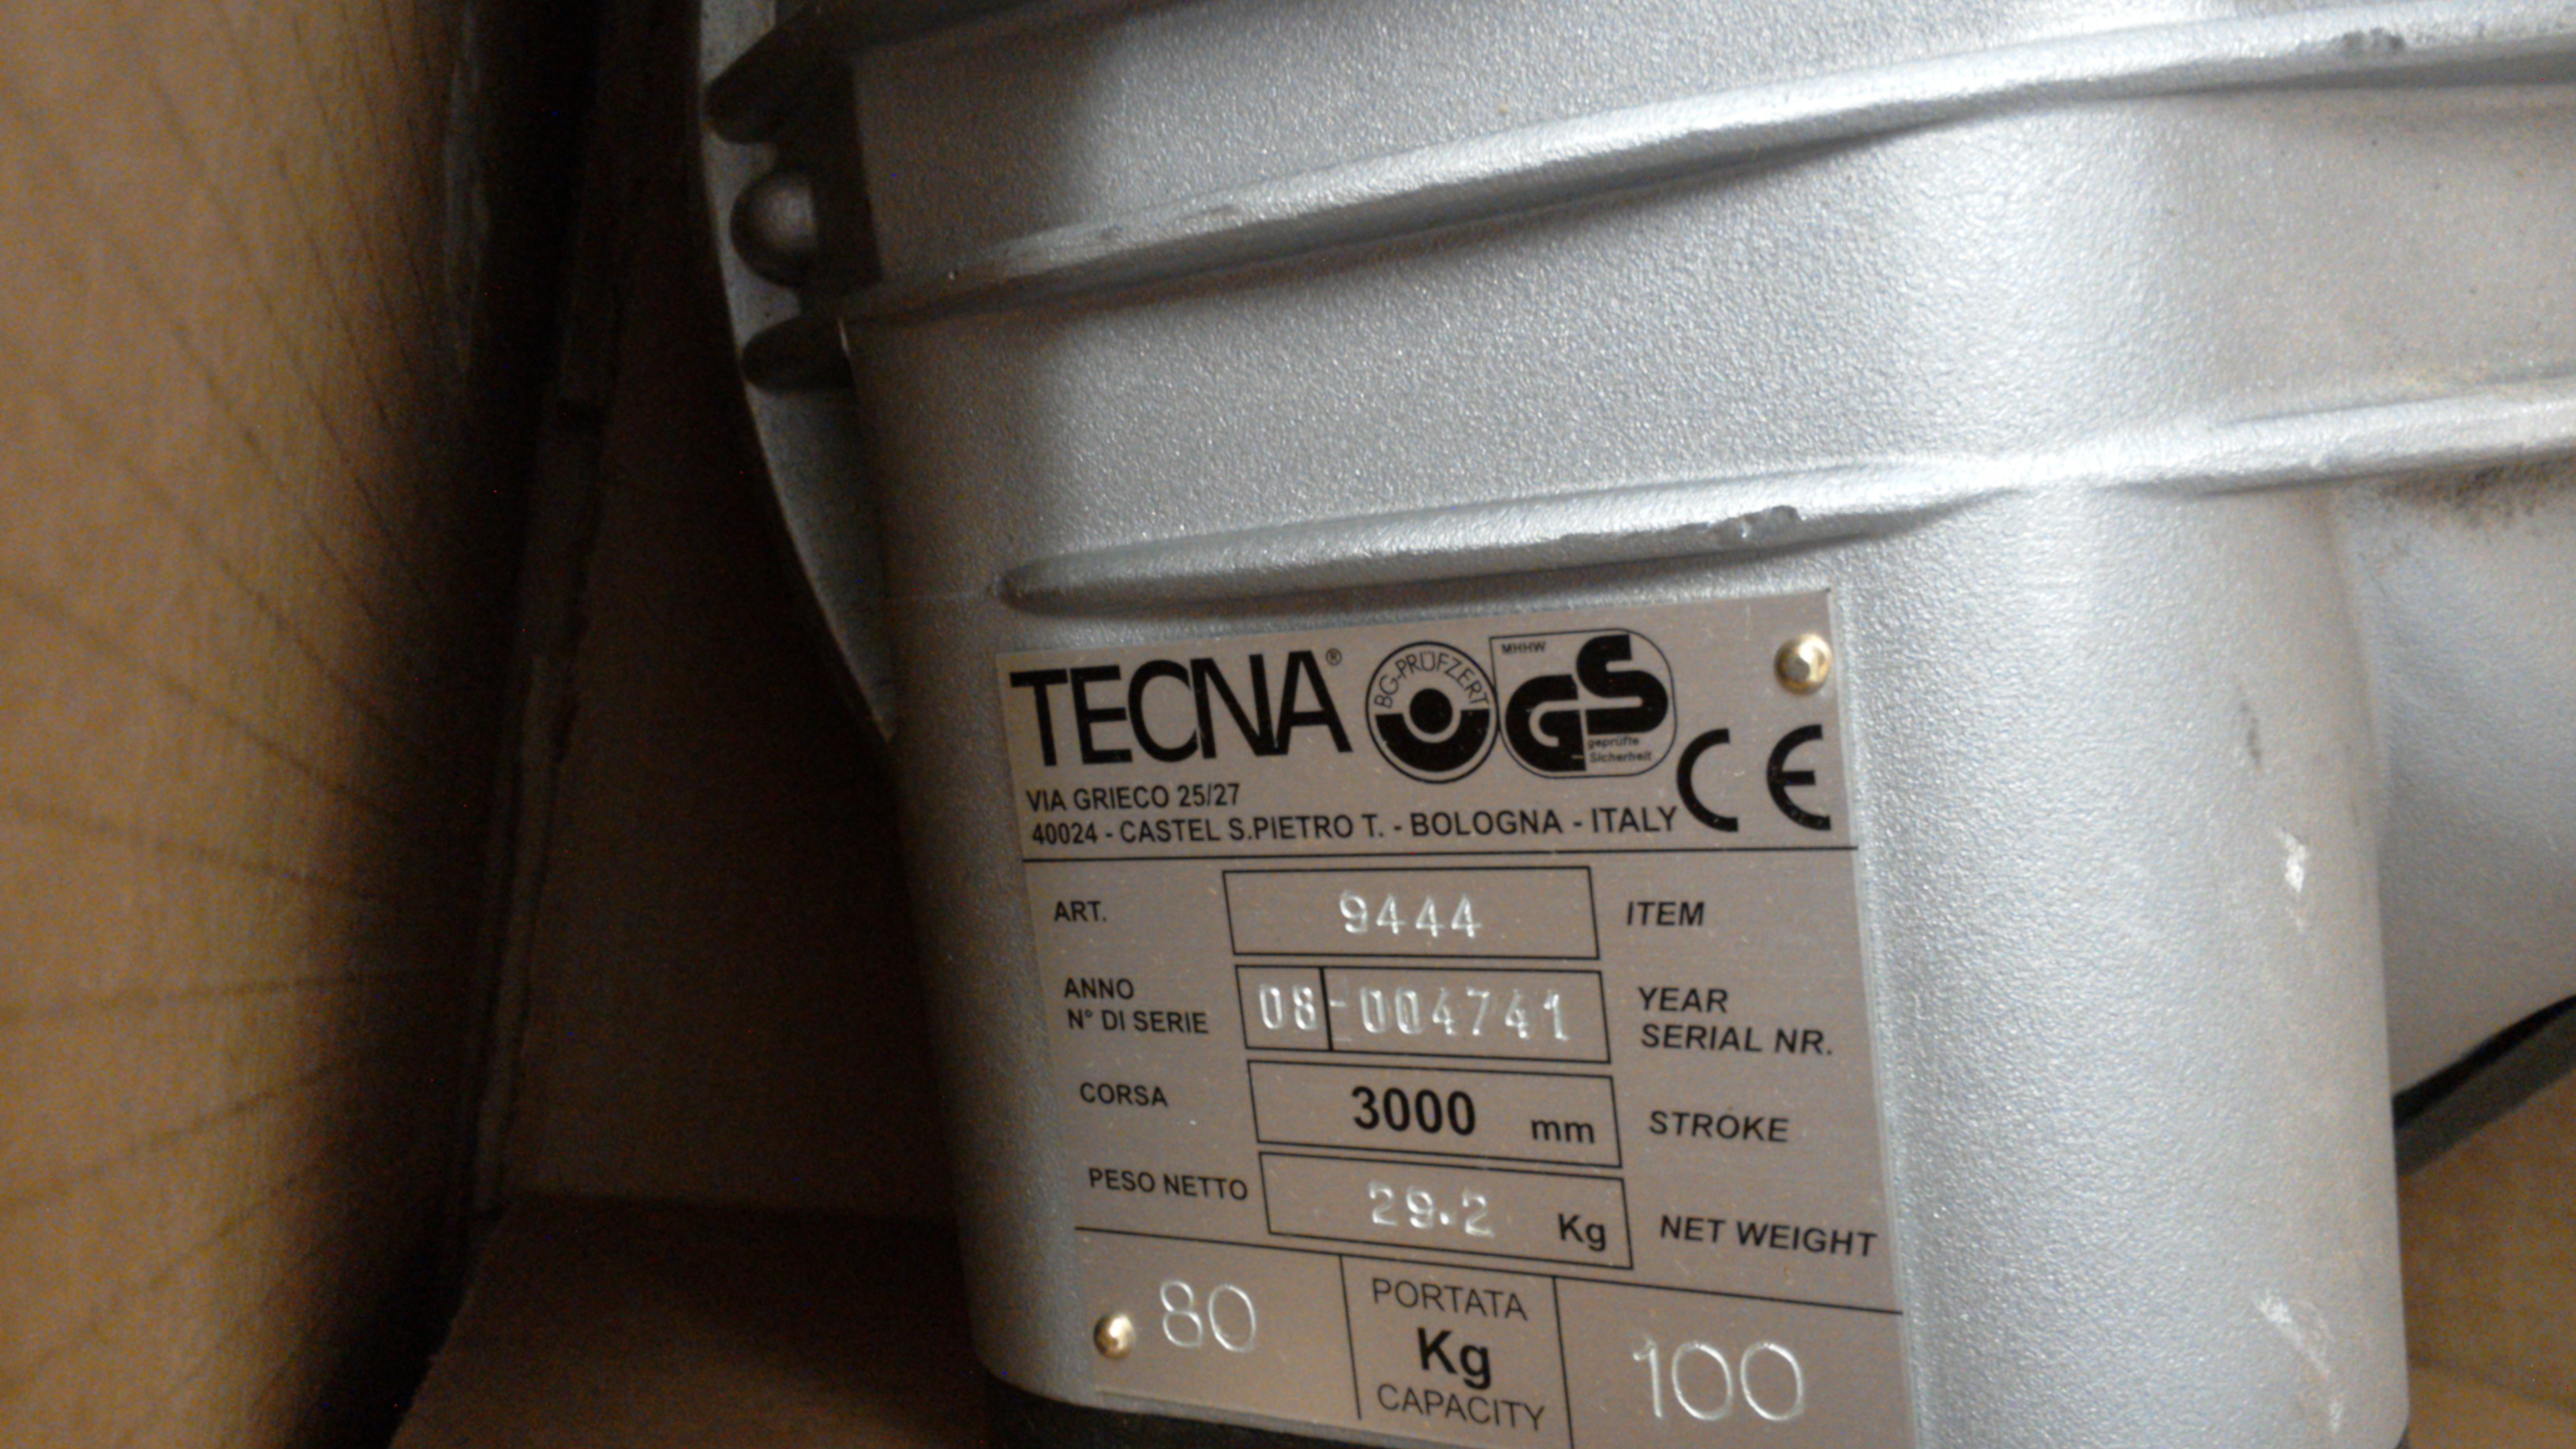 TECNA®
BG-PRÜFZERT
MHHW
GS
geprüfte
Sicherheit
CE
VIA GRIECO 25/27
40024 - CASTEL S.PIETRO T. - BOLOGNA - ITALY
ART. 9444 ITEM
ANNO
N° DI SERIE
08-004741
YEAR
SERIAL NR.
CORSA 3000 mm STROKE
PESO NETTO 29.2 Kg NET WEIGHT
80
PORTATA
Kg
CAPACITY
100